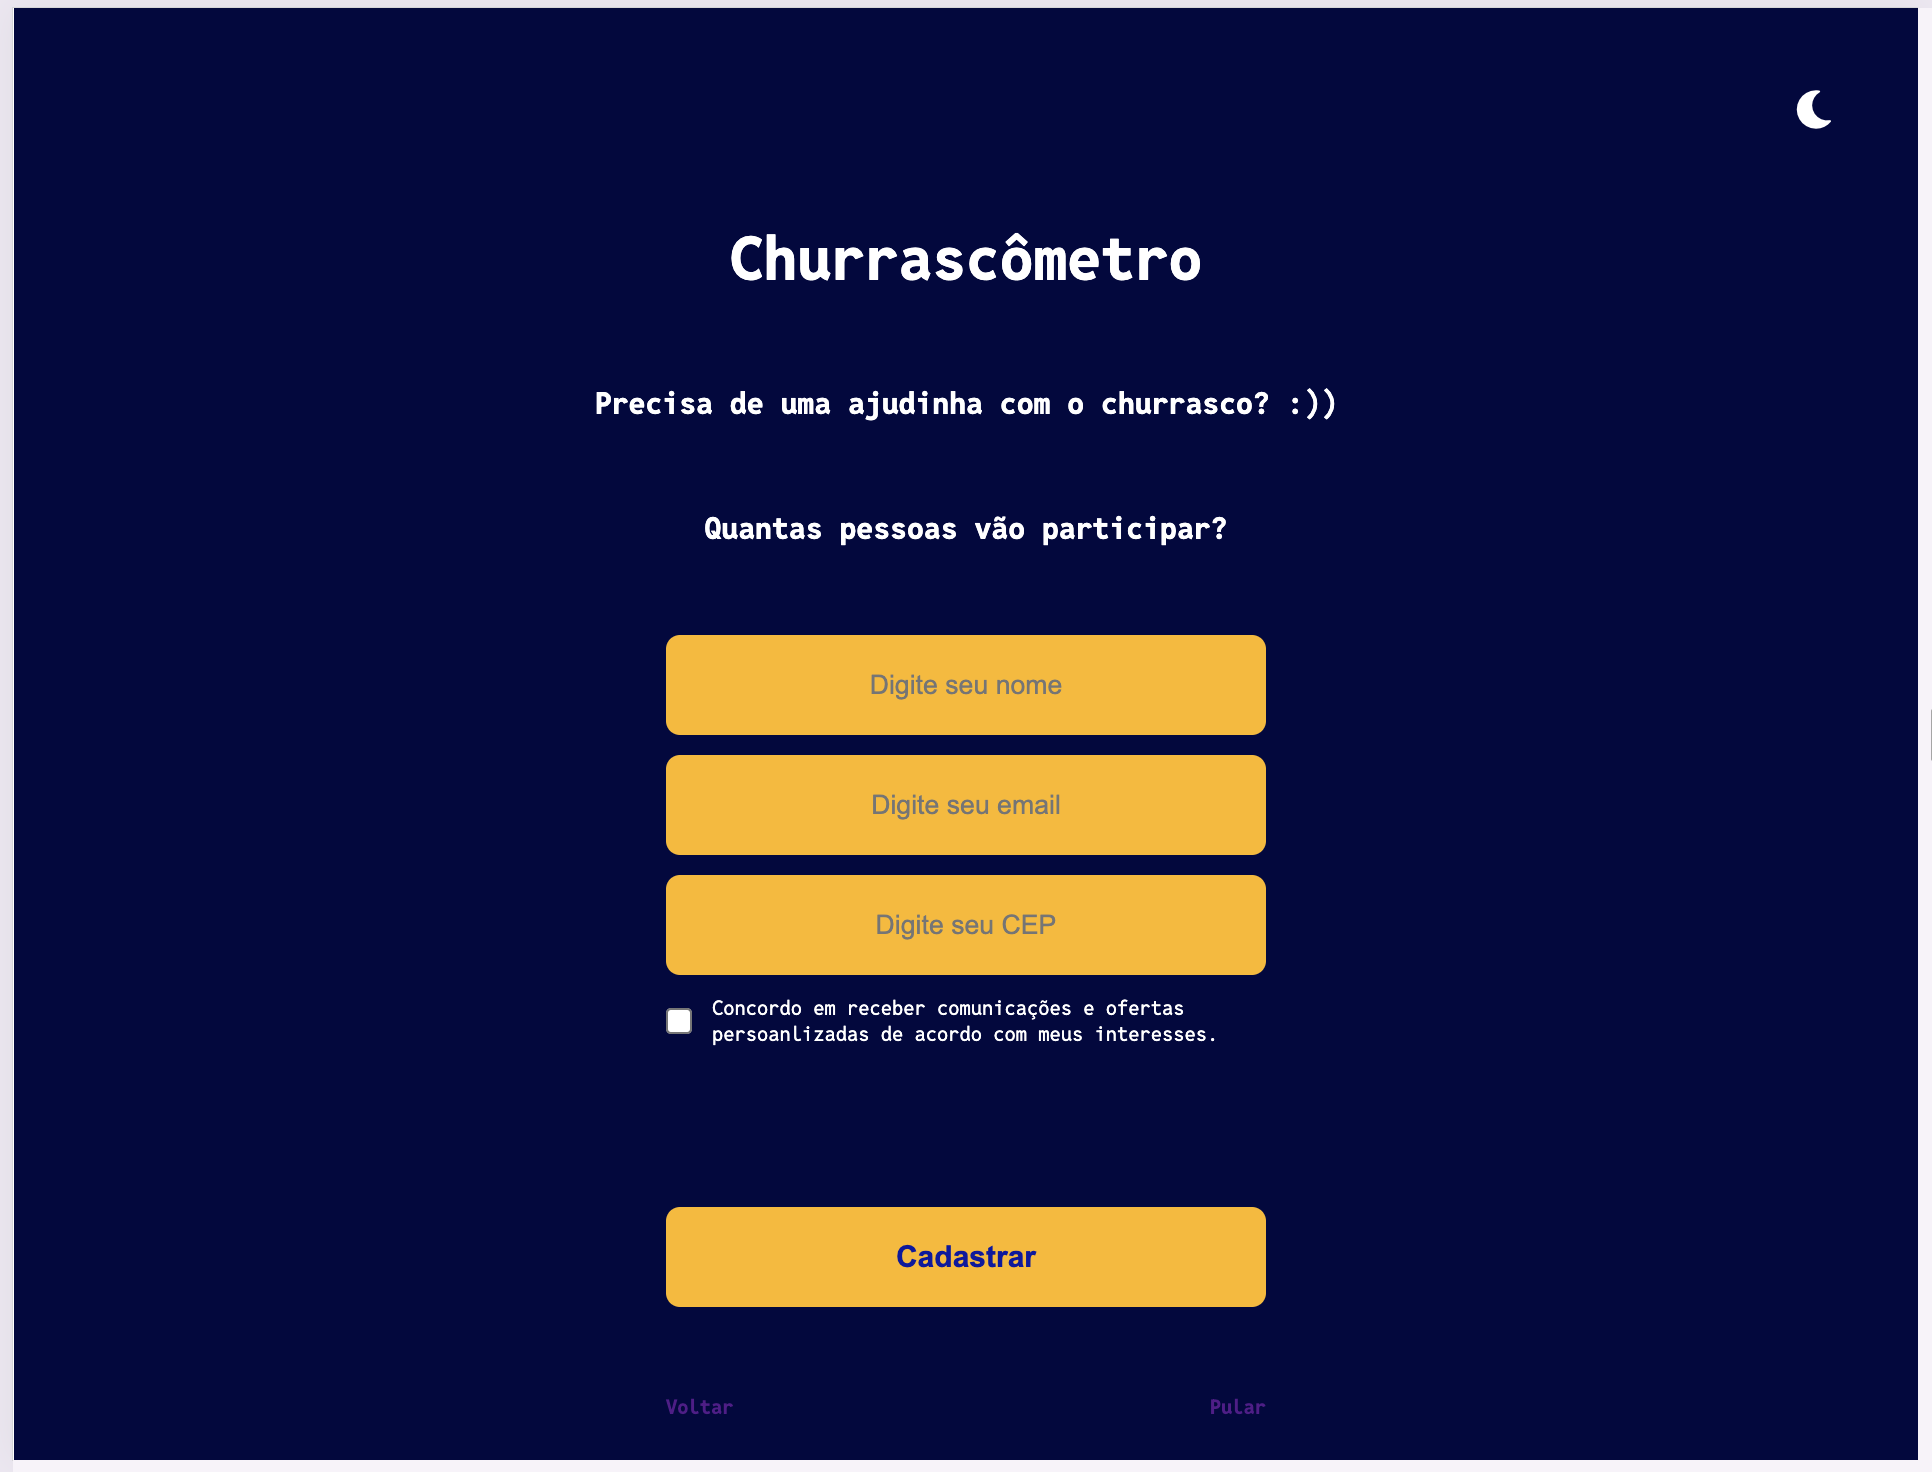 Churrascômetro
Precisa de uma ajudinha com o churrasco? :))
Quantas pessoas vão participar?
Digite seu nome
Digite seu email
Digite seu CEP
Concordo em receber comunicações e ofertas
persoanlizadas de acordo com meus interesses.
Cadastrar
Voltar
Pular